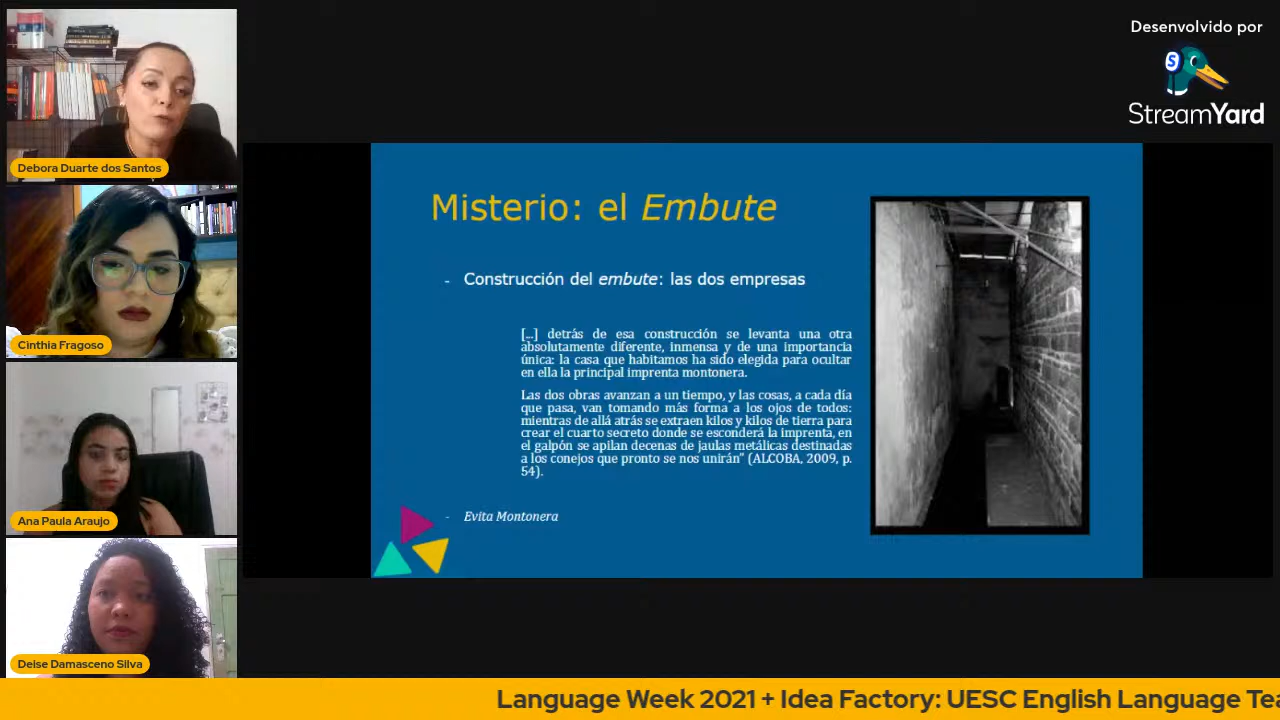 Debora Duarte dos Santos
Cinthia Fragoso
Ana Paula Araujo
Deise Damasceno Silva
Desenvolvido por
S
StreamYard
Misterio: el Embute
- Construcción del embute: las dos empresas
[...] detrás de esa construcción se levanta una otra
absolutamente diferente, inmensa y de una importancia
única: la casa que habitamos ha sido elegida para ocultar
en ella la principal imprenta montonera.
Las dos obras avanzan a un tiempo, y las cosas, a cada día
que pasa, van tomando más forma a los ojos de todos:
mientras de allá atrás se extraen kilos y kilos de tierra para
crear el cuarto secreto donde se esconderá la imprenta, en
el galpón se apilan decenas de jaulas metálicas destinadas
a los conejos que pronto se nos unirán" (ALCOBA, 2009, p.
54).
- Evita Montonera
Language Week 2021 + Idea Factory: UESC English Language Tea